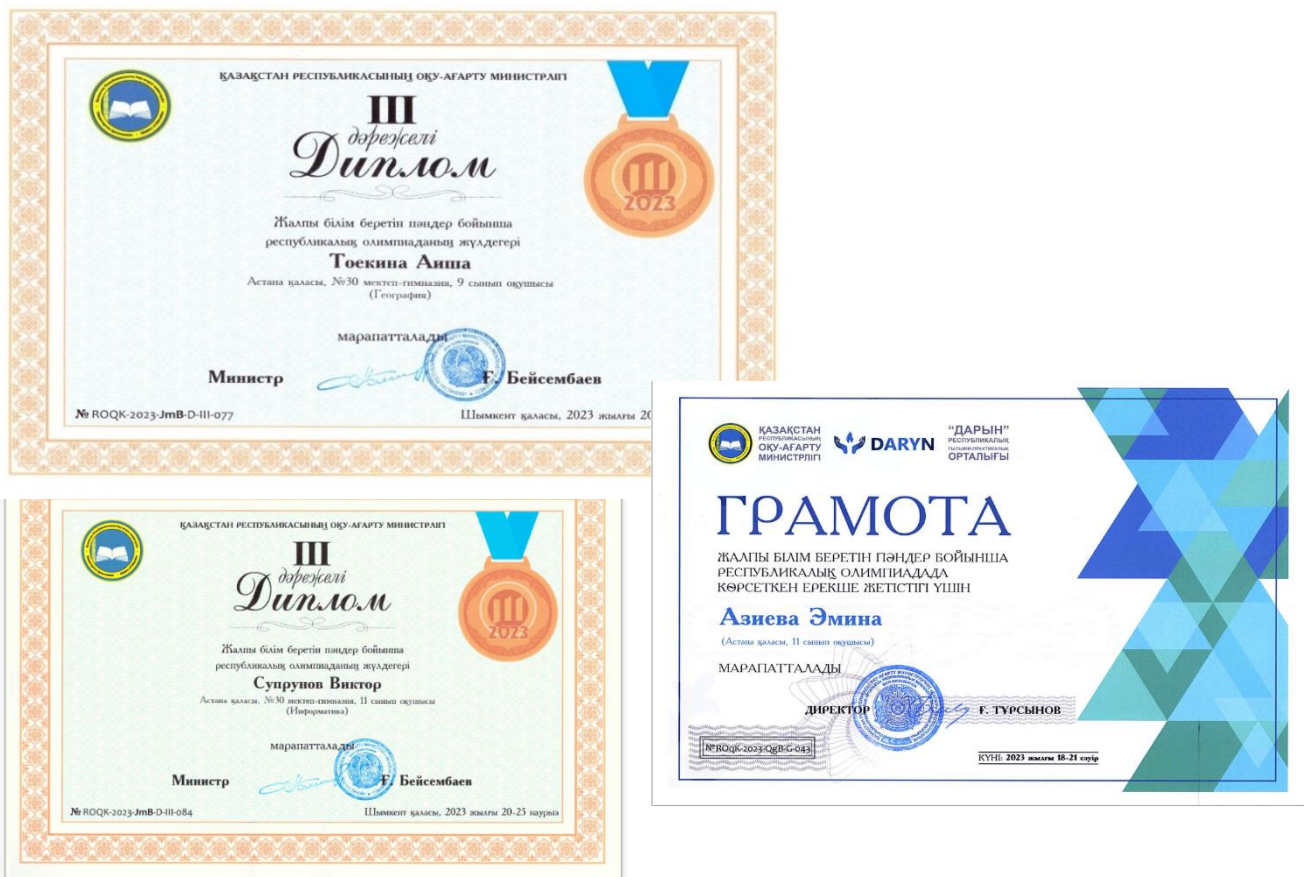 ҚАЗАҚСТАН РЕСПУБЛИКАСЫНЫҢ ОҚУ-АҒАРТУ МИНИСТРЛІГІ
III
дәрежелі
Диплом
III
2023
Жалпы білім беретін пәндер бойынша
республикалық олимпиаданың жүлдегері
Тоекина Аиша
Астана қаласы, №30 мектеп-гимназия, 9 сынып оқушысы
(География)
марапатталады
Министр Ғ. Бейсембаев
№ ROQK-2023-JmB-D-III-077 Шымкент қаласы, 2023 жылғы 20
ҚАЗАҚСТАН РЕСПУБЛИКАСЫНЫҢ ОҚУ-АҒАРТУ МИНИСТРЛІГІ
III
дәрежелі
Диплом
III
2023
Жалпы білім беретін пәндер бойынша
республикалық олимпиаданың жүлдегері
Супрунов Виктор
Астана қаласы, №30 мектеп-гимназия, 11 сынып оқушысы
(Информатика)
марапатталады
Министр Ғ. Бейсембаев
№ ROQK-2023-JmB-D-III-084 Шымкент қаласы, 2023 жылғы 20-25 наурыз
ҚАЗАҚСТАН
РЕСПУБЛИКАСЫНЫҢ
ОҚУ-АҒАРТУ
МИНИСТРЛІГІ
DARYN
"ДАРЫН"
РЕСПУБЛИКАЛЫҚ
ҒЫЛЫМИ-ПРАКТИКАЛЫҚ
ОРТАЛЫҒЫ
ГРАМОТА
ЖАЛПЫ БІЛІМ БЕРЕТІН ПӘНДЕР БОЙЫНША
РЕСПУБЛИКАЛЫҚ ОЛИМПИАДАДА
КӨРСЕТКЕН ЕРЕКШЕ ЖЕТІСТІГІ ҮШІН
Азиева Эмина
(Астана қаласы, 11 сынып оқушысы)
МАРАПАТТАЛАДЫ
ДИРЕКТОР Ғ. ТҰРСЫНОВ
№ROqK-2023-QgB-G-043
КҮНІ: 2023 жылғы 18-21 сәуір